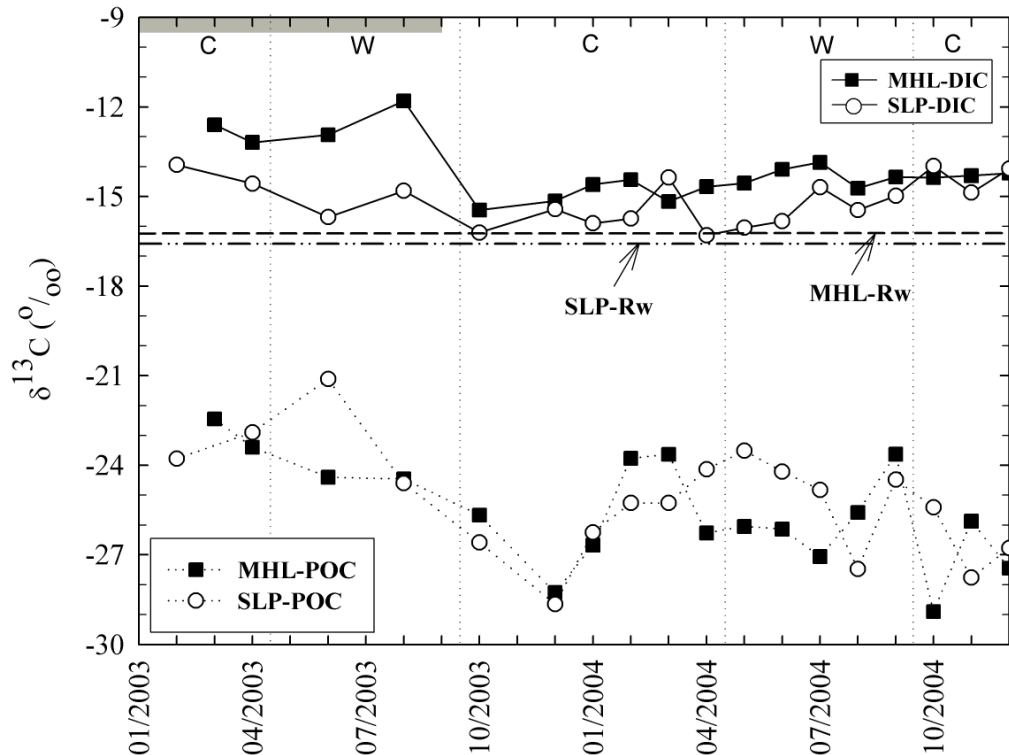 -9
C W C W C
MHL-DIC
SLP-DIC
-12
-15
SLP-Rw
MHL-Rw
-18
δ13C (o/oo)
-21
-24
MHL-POC
SLP-POC
-27
-30
01/2003
04/2003
07/2003
10/2003
01/2004
04/2004
07/2004
10/2004